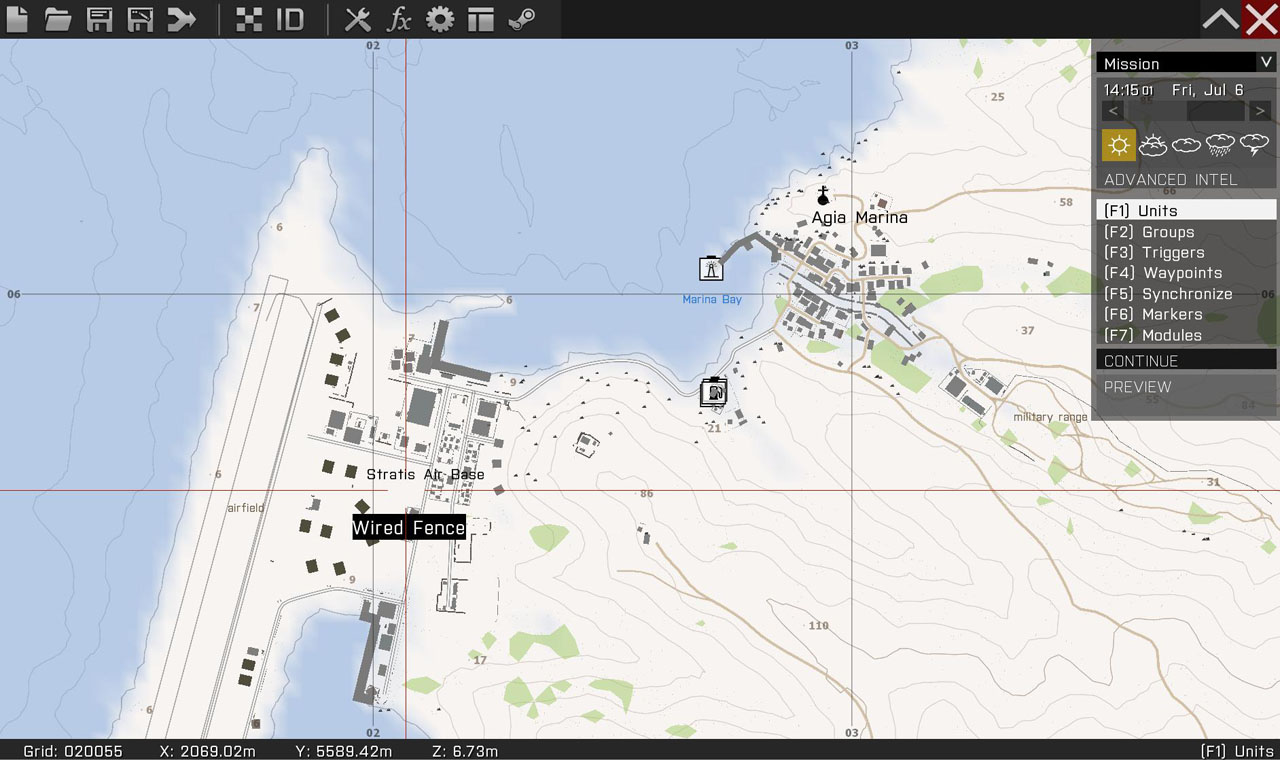 ID
fx
02
03
Mission
V
14:15 01 Fri, Jul 6
<
>
ADVANCED INTEL
[F1] Units
[F2] Groups
[F3] Triggers
[F4] Waypoints
[F5] Synchronize
[F6] Markers
[F7] Modules
CONTINUE
PREVIEW
25
66
58
Agia Marina
6
Marina Bay
06
6
06
7
7
37
9
55
84
military range
21
6
Stratis Air Base
31
86
airfield
Wired Fence
9
110
17
6
02
03
Grid: 020055 X: 2069.02m Y: 5589.42m Z: 6.73m [F1] Units